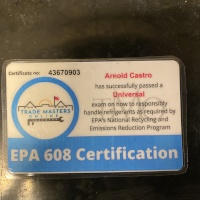 Certificate no: 43670903
Arnold Castro
has successfully passed a
Universal
exam on how to responsibly
handle refrigerants as required by
EPA's National Recycling and
Emissions Reduction Program
TRADE MASTERS
ONLINE
EPA 608 Certification